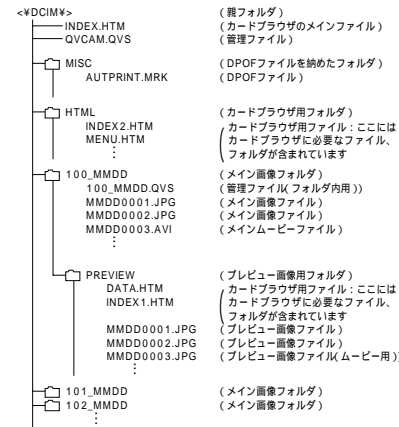 <¥DCIM¥> (親フォルダ)
INDEX.HTM (カードブラウザのメインファイル)
QVCAM.QVS (管理ファイル)
MISC (DPOFファイルを納めたフォルダ)
AUTPRINT.MRK (DPOFファイル)
HTML (カードブラウザ用フォルダ)
INDEX2.HTM カードブラウザ用ファイル:ここには
MENU.HTM カードブラウザに必要なファイル、
フォルダが含まれています
100_MMDD (メイン画像フォルダ)
100_MMDD.QVS (管理ファイル(フォルダ内用))
MMDD0001.JPG (メイン画像ファイル)
MMDD0002.JPG (メイン画像ファイル)
MMDD0003.AVI (メインムービーファイル)
PREVIEW (プレビュー画像用フォルダ)
DATA.HTM カードブラウザ用ファイル:ここには
INDEX1.HTM カードブラウザに必要なファイル、
フォルダが含まれています
MMDD0001.JPG (プレビュー画像ファイル)
MMDD0002.JPG (プレビュー画像ファイル)
MMDD0003.JPG (プレビュー画像ファイル(ムービー用))
101_MMDD (メイン画像フォルダ)
102_MMDD (メイン画像フォルダ)